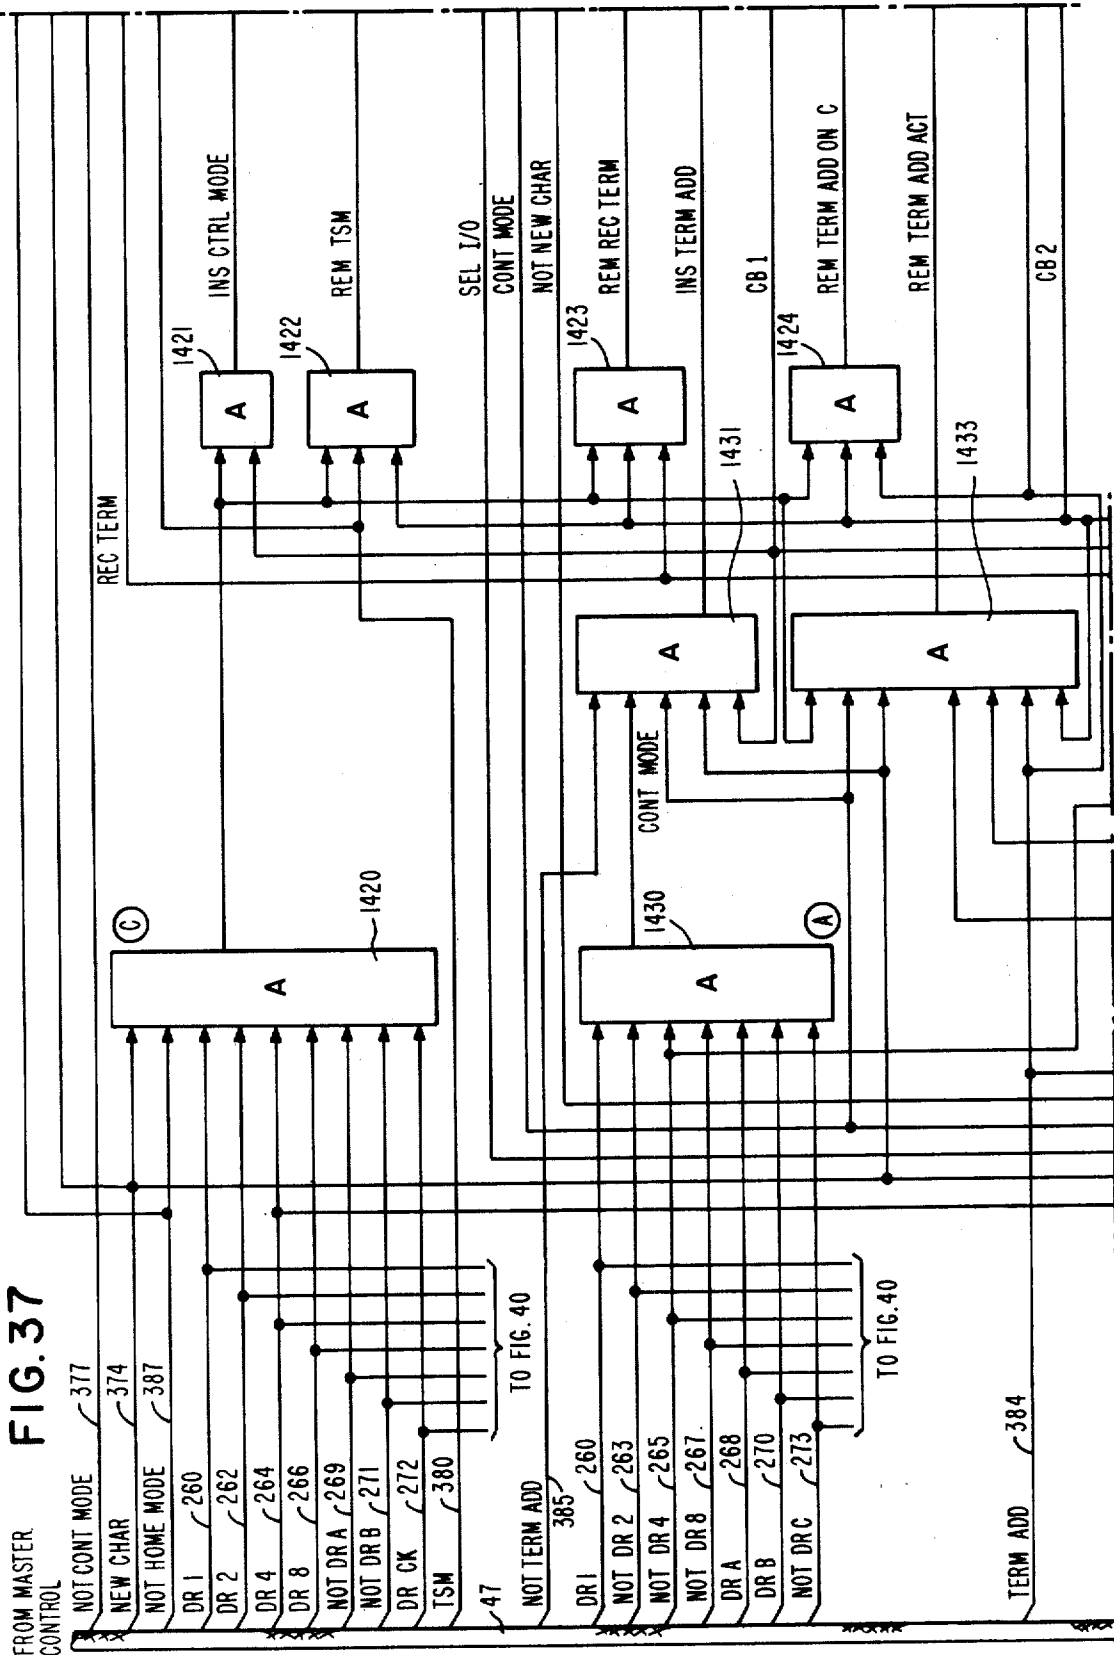 FIG. 37
FROM MASTER
CONTROL
NOT CONT MODE 377
NEW CHAR 374
NOT HOME MODE 387
DR 1 260
DR 2 262
DR 4 264
DR 8 266
NOT DR A 269
NOT DR B 271
DR CK 272
TSM 380
47
TO FIG. 40
C
A
1420
REC TERM
A
1421
INS CTRL MODE
A
1422
REM TSM
SEL I/O
CONT MODE
NOT NEW CHAR
NOT TERM ADD
385
DR 1 260
NOT DR 2 263
NOT DR 4 265
NOT DR 8 267
DR A 268
DR B 270
NOT DR C 273
TO FIG. 40
A
1430
A
CONT MODE
A
1431
A
1423
REM REC TERM
INS TERM ADD
CB 1
A
1424
REM TERM ADD ON C
A
1433
REM TERM ADD ACT
TERM ADD 384
CB 2